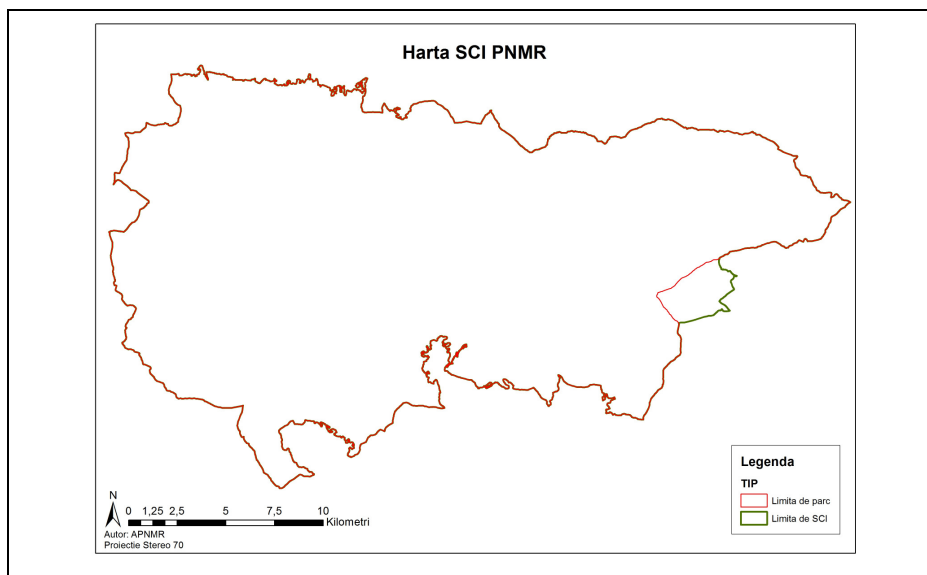 Harta SCI PNMR
Legenda
TIP
Limita de parc
Limita de SCI
N
0 1,25 2,5 5 7,5 10
Kilometri
Autor: APNMR
Proiectie Stereo 70